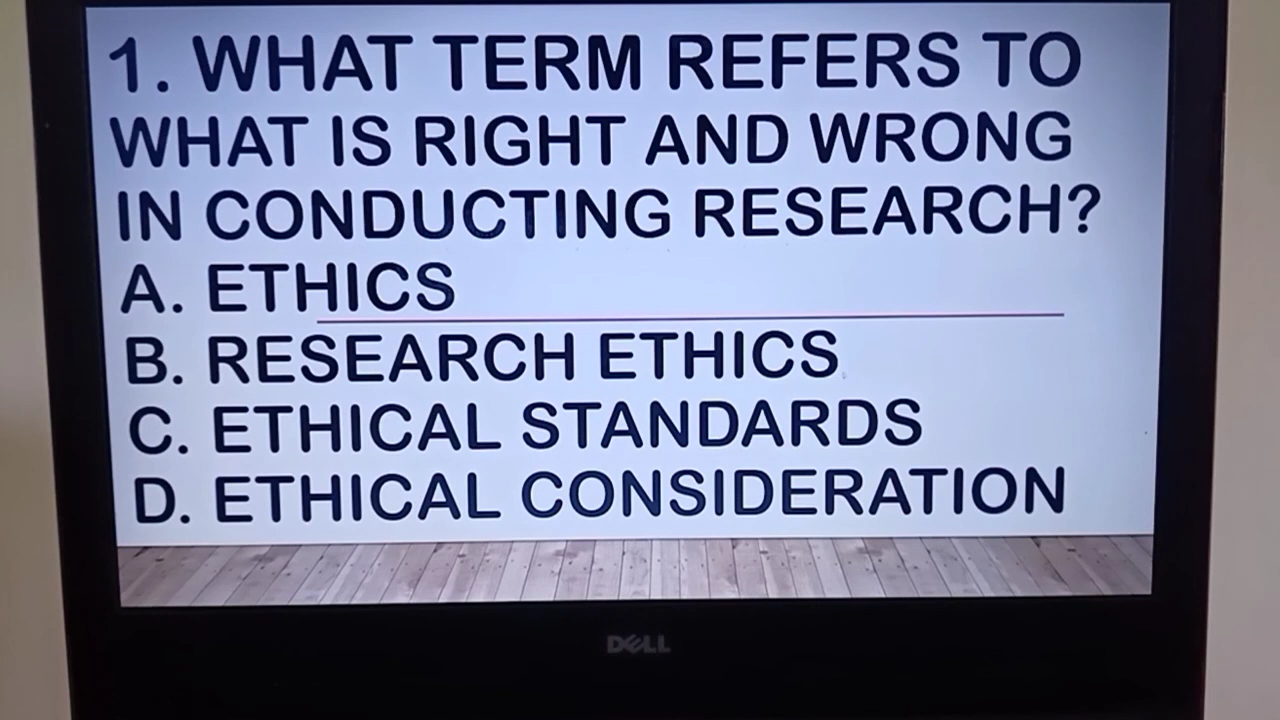 1. WHAT TERM REFERS TO
WHAT IS RIGHT AND WRONG
IN CONDUCTING RESEARCH?
A. ETHICS
B. RESEARCH ETHICS
C. ETHICAL STANDARDS
D. ETHICAL CONSIDERATION
DELL